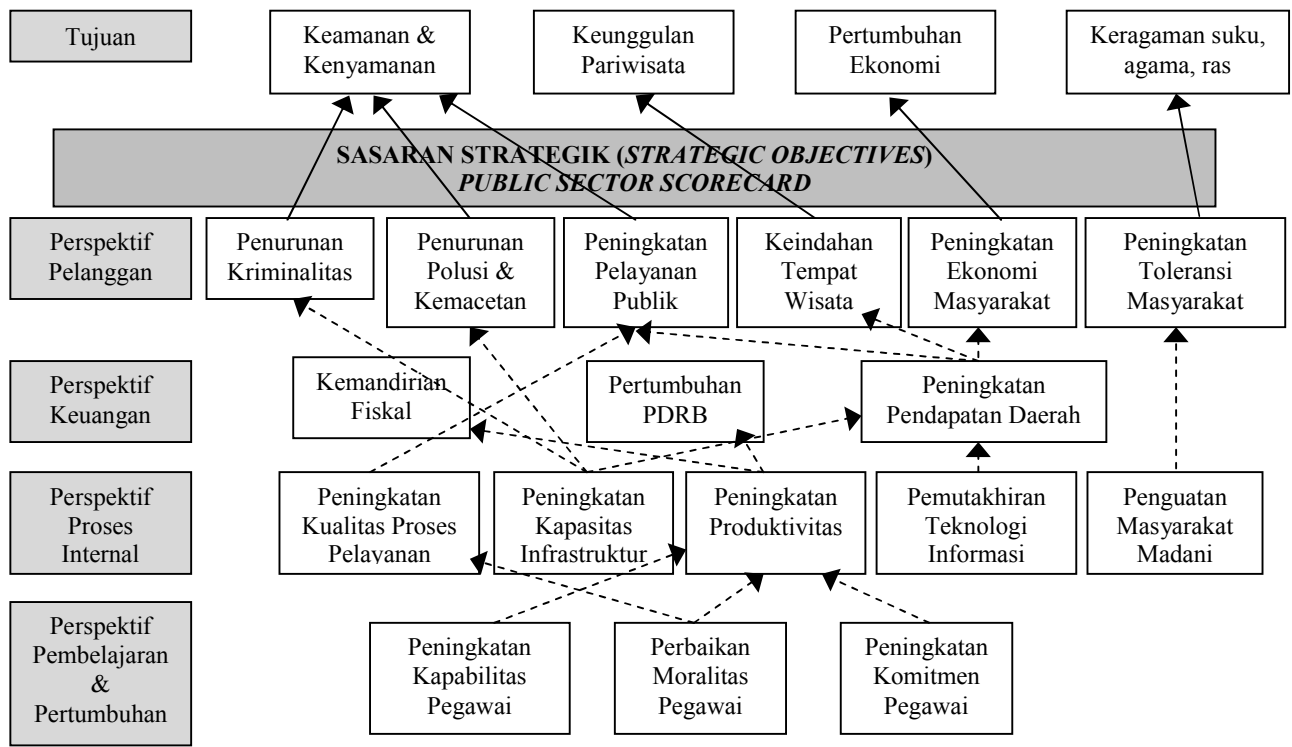 Tujuan
Keamanan &
Kenyamanan
Keunggulan
Pariwisata
Pertumbuhan
Ekonomi
Keragaman suku,
agama, ras
SASARAN STRATEGIK (STRATEGIC OBJECTIVES)
PUBLIC SECTOR SCORECARD
Perspektif
Pelanggan
Penurunan
Kriminalitas
Penurunan
Polusi &
Kemacetan
Peningkatan
Pelayanan
Publik
Keindahan
Tempat
Wisata
Peningkatan
Ekonomi
Masyarakat
Peningkatan
Toleransi
Masyarakat
Perspektif
Keuangan
Kemandirian
Fiskal
Pertumbuhan
PDRB
Peningkatan
Pendapatan Daerah
Perspektif
Proses
Internal
Peningkatan
Kualitas Proses
Pelayanan
Peningkatan
Kapasitas
Infrastruktur
Peningkatan
Produktivitas
Pemutakhiran
Teknologi
Informasi
Penguatan
Masyarakat
Madani
Perspektif
Pembelajaran
&
Pertumbuhan
Peningkatan
Kapabilitas
Pegawai
Perbaikan
Moralitas
Pegawai
Peningkatan
Komitmen
Pegawai